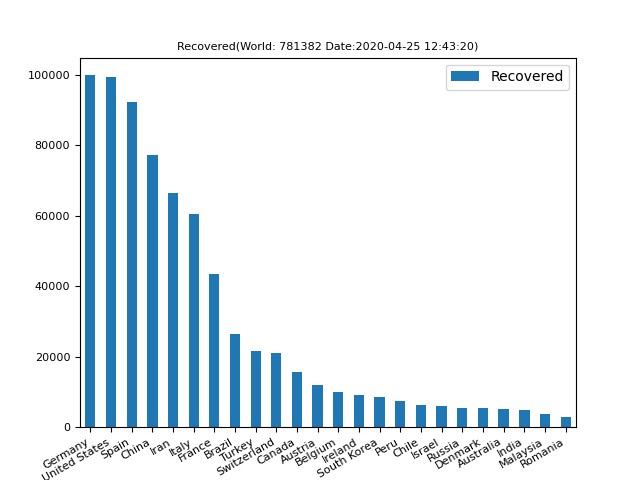 Recovered(World: 781382 Date:2020-04-25 12:43:20)
Recovered
100000
80000
60000
40000
20000
0
Germany
United States
Spain
China
Iran
Italy
France
Brazil
Turkey
Switzerland
Canada
Austria
Belgium
Ireland
South Korea
Peru
Chile
Israel
Russia
Denmark
Australia
India
Malaysia
Romania